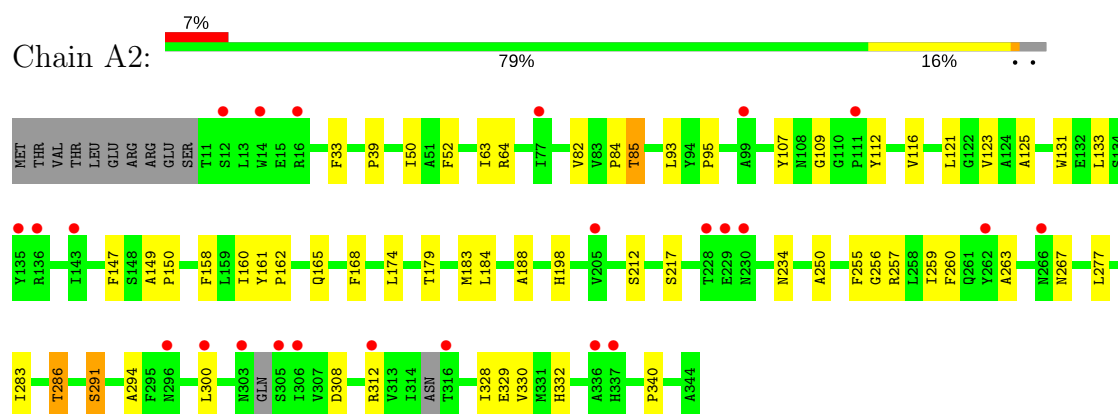 7%
Chain A2:
79% 16% • •
MET THR VAL THR LEU GLU ARG ARG GLU SER T11 S12 L13 W14 E15 R16 F33 P39 I50 A51 F52 I63 R64 I77 V82 V83 P84 T85 L93 Y94 P95 A99 Y107 N108 G109 G110 P111 Y112 V116 L121 G122 V123 A124 A125 W131 E132 L133 S134
Y135 R136 I143 F147 S148 A149 P150 F158 L159 I160 Y161 P162 Q165 F168 L174 T179 M183 L184 A188 H198 V205 S212 S217 T228 E229 N230 N234 A250 F255 G256 R257 L258 I259 F260 Q261 Y262 A263 N266 N267 L277
I283 T286 S291 A294 F295 N296 L300 N303 GLN S305 I306 V307 D308 R312 V313 I314 ASN T316 I328 E329 V330 M331 H332 A336 H337 P340 A344